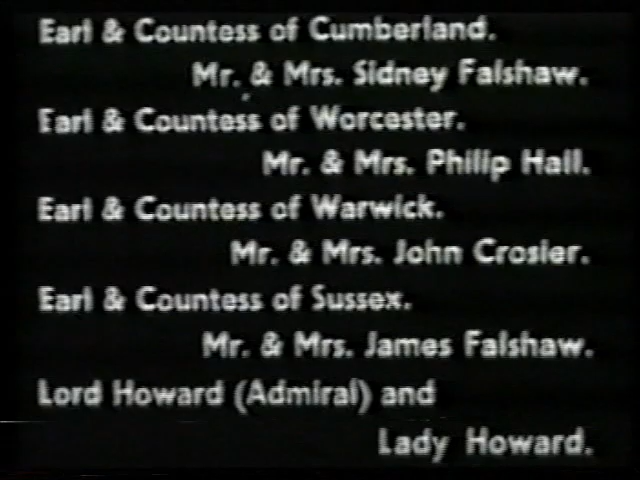 Earl & Countess of Cumberland.
Mr. & Mrs. Sidney Falshaw.
Earl & Countess of Worcester.
Mr. & Mrs. Philip Hall.
Earl & Countess of Warwick.
Mr. & Mrs. John Crosier.
Earl & Countess of Sussex.
Mr. & Mrs. James Falshaw.
Lord Howard (Admiral) and
Lady Howard.